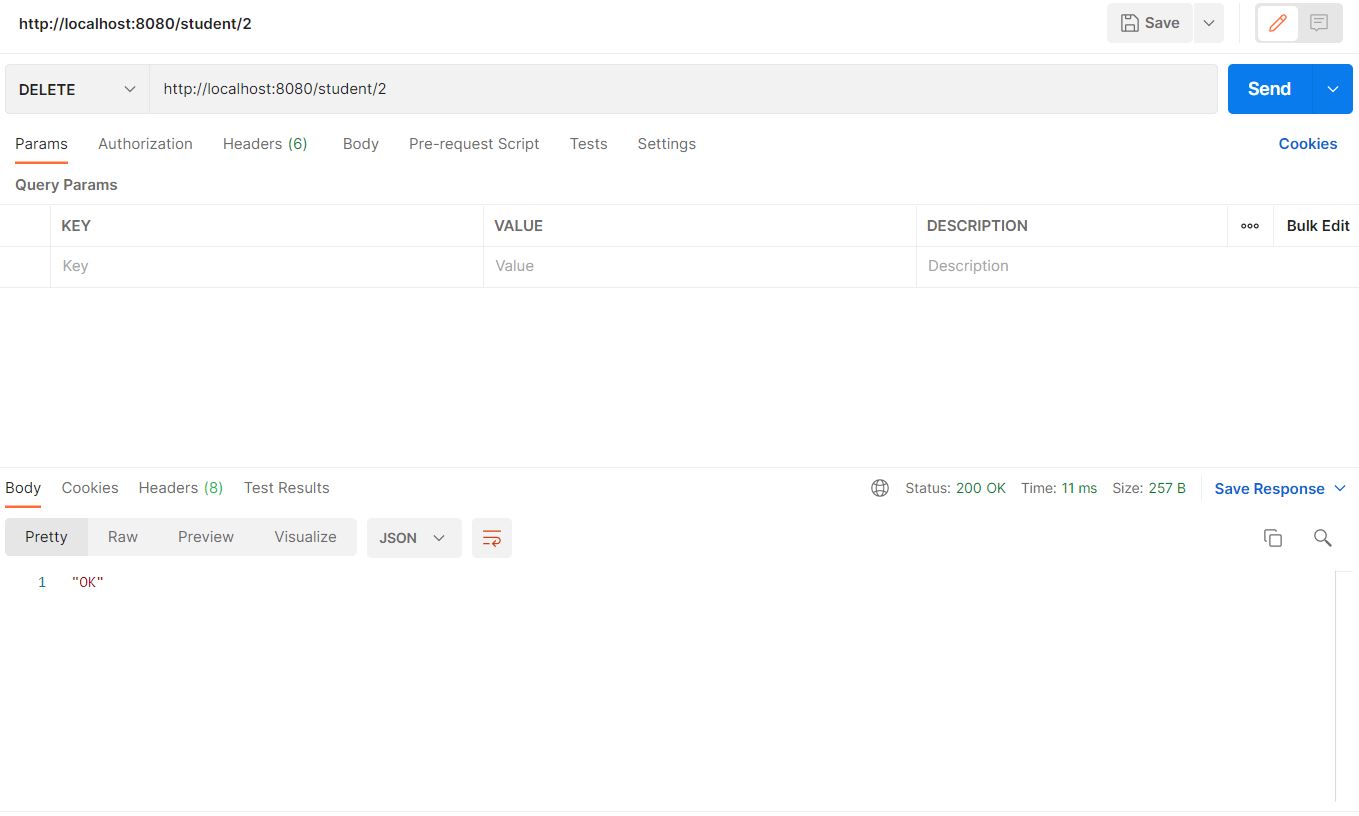 http://localhost:8080/student/2
Save
DELETE
http://localhost:8080/student/2
Send
Params Authorization Headers (6) Body Pre-request Script Tests Settings Cookies
Query Params
KEY VALUE DESCRIPTION ooo Bulk Edit
Key Value Description
Body Cookies Headers (8) Test Results Status: 200 OK Time: 11 ms Size: 257 B Save Response
Pretty Raw Preview Visualize JSON
1 "OK"